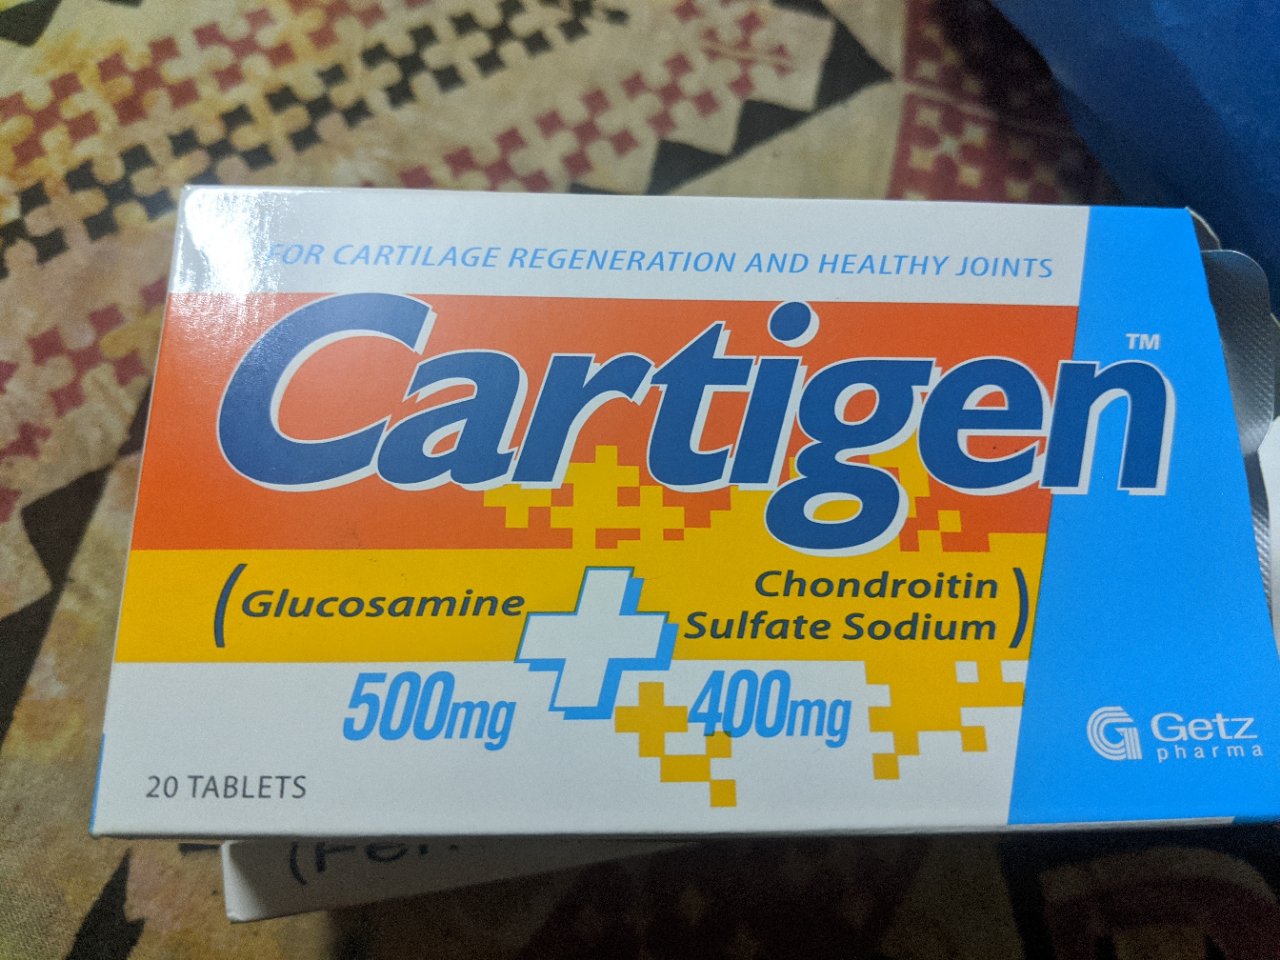 FOR CARTILAGE REGENERATION AND HEALTHY JOINTS
Cartigen™
(Glucosamine + Chondroitin
Sulfate Sodium)
500mg 400mg
20 TABLETS
Getz
pharma